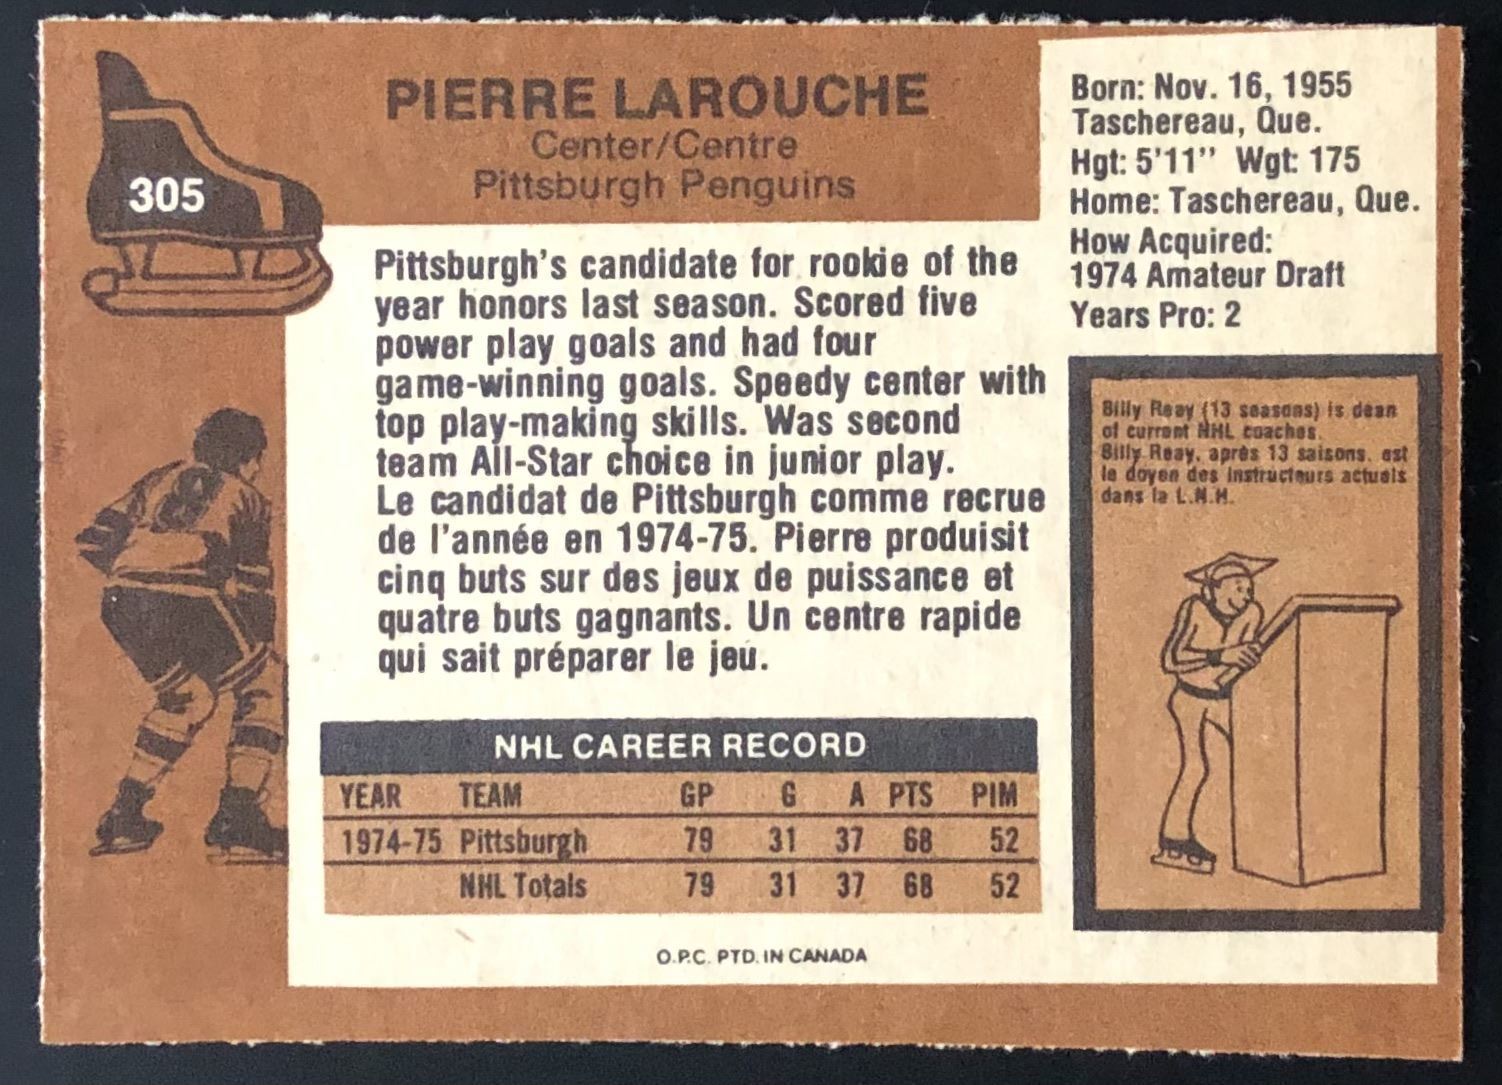 305
PIERRE LAROUCHE
Center/Centre
Pittsburgh Penguins
Born: Nov. 16, 1955
Taschereau, Que.
Hgt: 5'11" Wgt: 175
Home: Taschereau, Que.
How Acquired:
1974 Amateur Draft
Years Pro: 2
Pittsburgh's candidate for rookie of the
year honors last season. Scored five
power play goals and had four
game-winning goals. Speedy center with
top play-making skills. Was second
team All-Star choice in junior play.
Le candidat de Pittsburgh comme recrue
de l'année en 1974-75. Pierre produisit
cinq buts sur des jeux de puissance et
quatre buts gagnants. Un centre rapide
qui sait préparer le jeu.
Billy Reay (13 seasons) is dean
of current NHL coaches.
Billy Reay, après 13 saisons, est
le doyen des instructeurs actuels
dans la L.N.H.
8
NHL CAREER RECORD
YEAR TEAM GP G A PTS PIM
1974-75 Pittsburgh 79 31 37 68 52
NHL Totals 79 31 37 68 52
O.P.C. PTD. IN CANADA